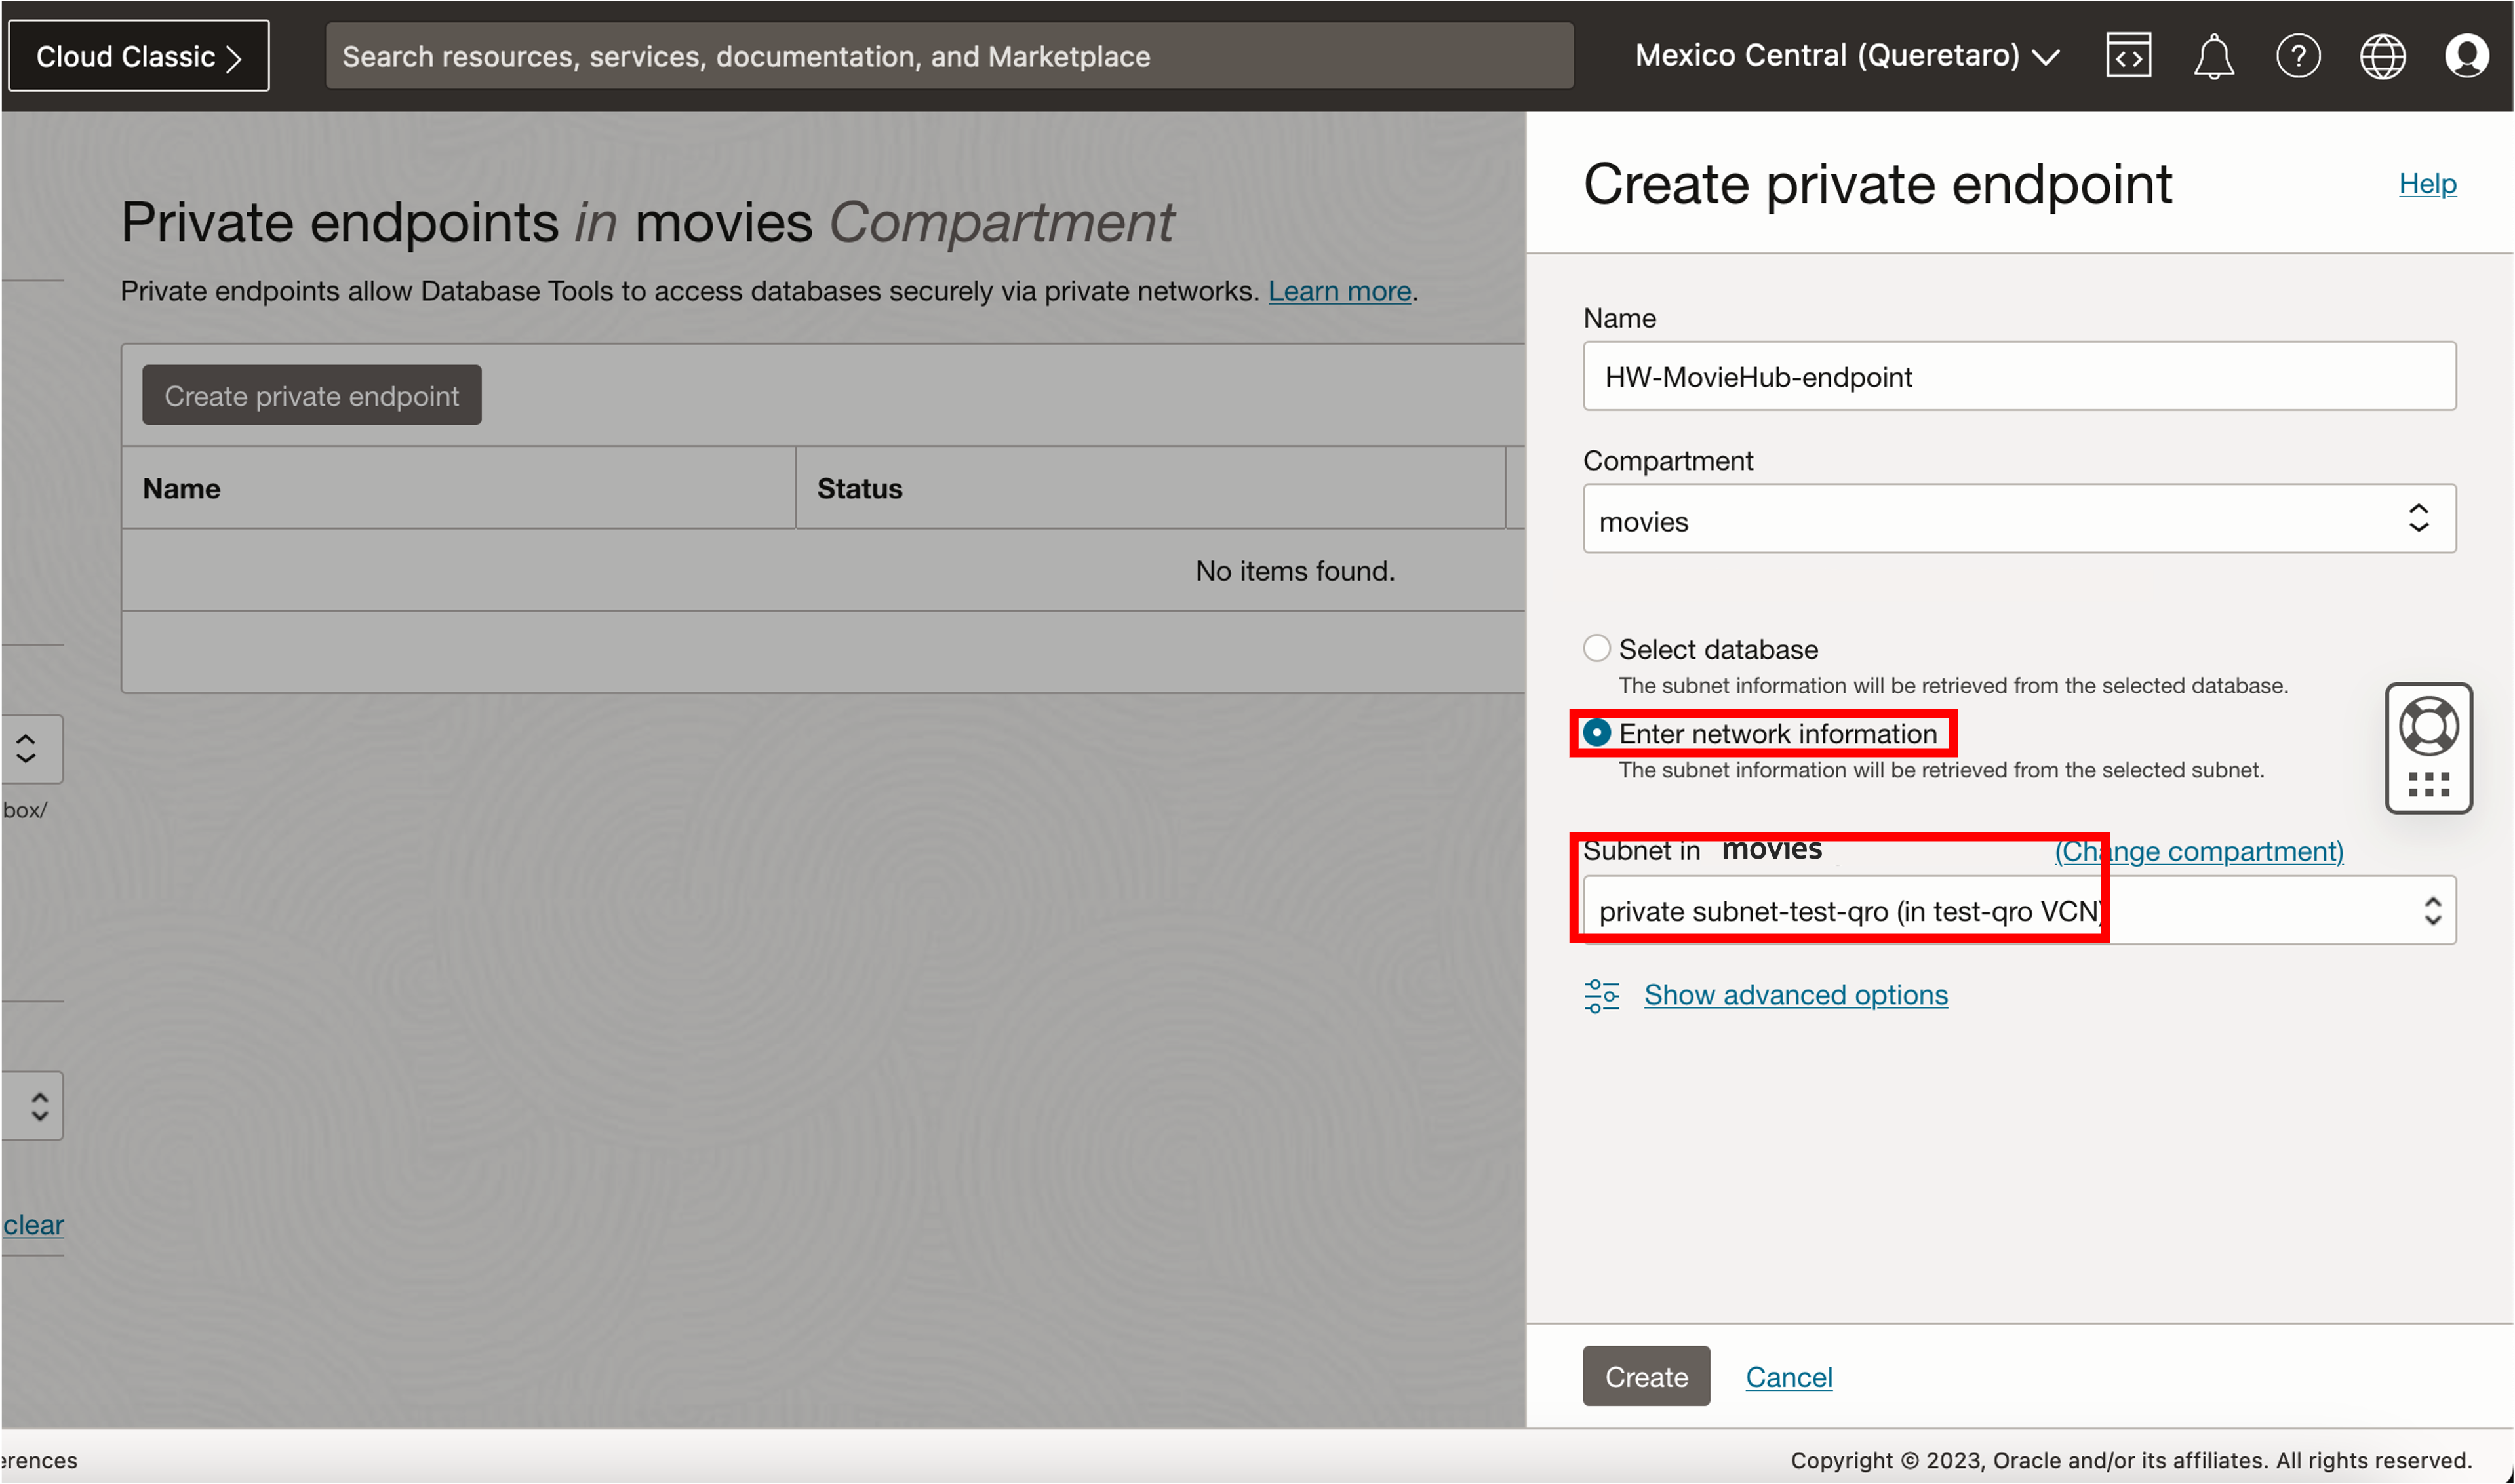 Cloud Classic
Search resources, services, documentation, and Marketplace
Mexico Central (Queretaro)
Private endpoints in movies Compartment
Private endpoints allow Database Tools to access databases securely via private networks. Learn more.
Create private endpoint
Name Status
No items found.
box/
clear
Create private endpoint
Help
Name
HW-MovieHub-endpoint
Compartment
movies
Select database
The subnet information will be retrieved from the selected database.
Enter network information
The subnet information will be retrieved from the selected subnet.
Subnet in movies (Change compartment)
private subnet-test-qro (in test-qro VCN)
Show advanced options
Create Cancel
erences
Copyright © 2023, Oracle and/or its affiliates. All rights reserved.